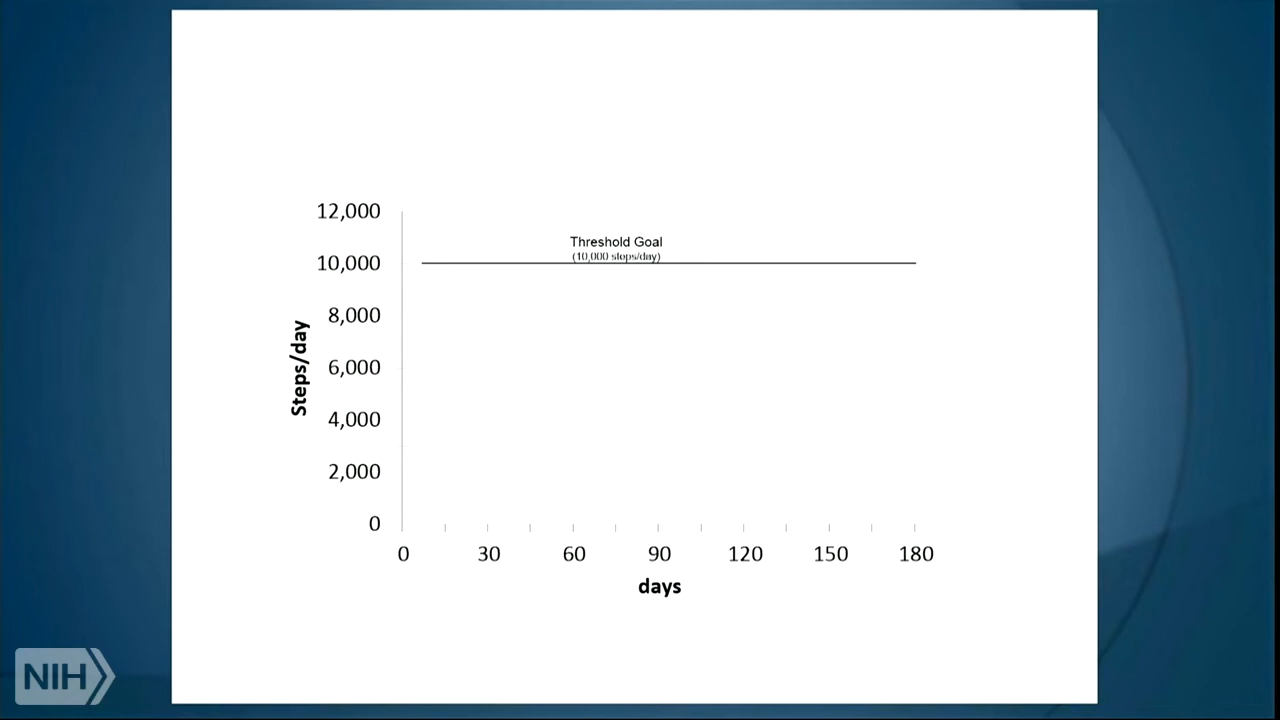 12,000
Threshold Goal
(10,000 steps/day)
10,000
8,000
6,000
4,000
2,000
0
Steps/day
0 30 60 90 120 150 180
days
NIH